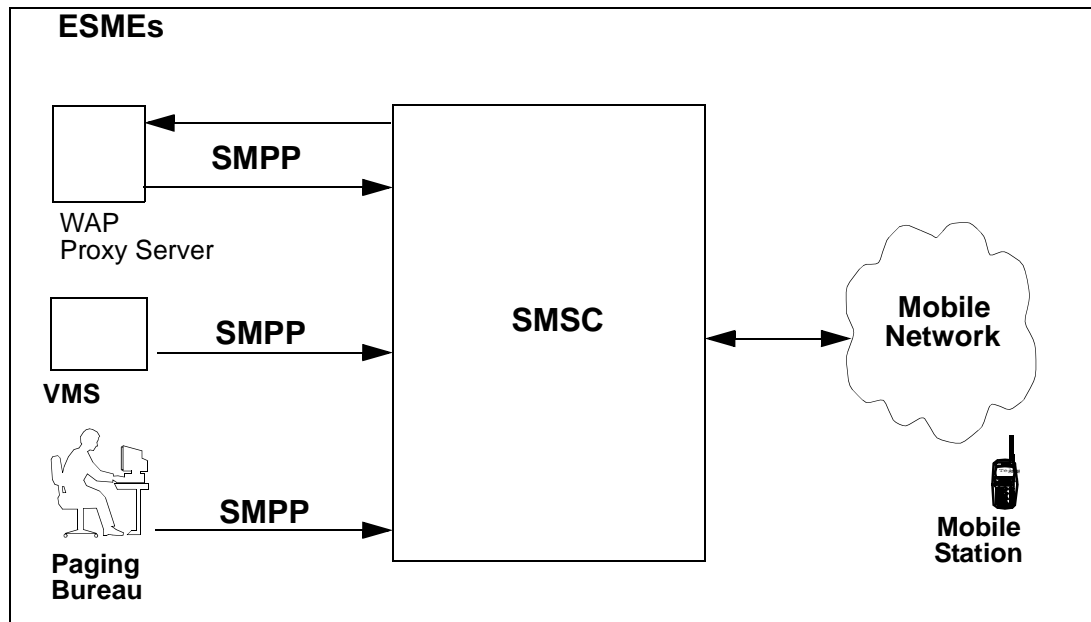 ESMEs
SMPP
WAP
Proxy Server
SMPP
VMS
SMPP
Paging
Bureau
SMSC
Mobile
Network
Mobile
Station